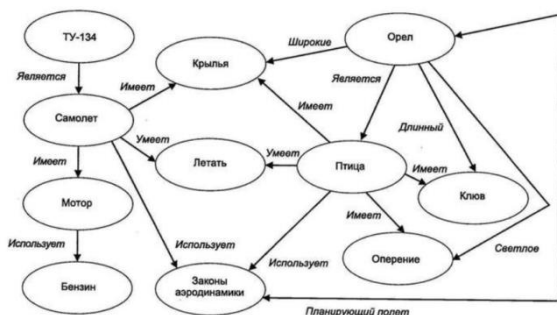 ТУ-134
Орел
Широкие
Крылья
Является
Имеет
Является
Имеет
Самолет
Длинный
Умеет
Умеет
Летать
Птица
Имеет
Имеет
Клюв
Мотор
Имеет
Светлое
Использует
Использует
Использует
Оперение
Бензин
Законы
аэродинамики
Планирующий полет